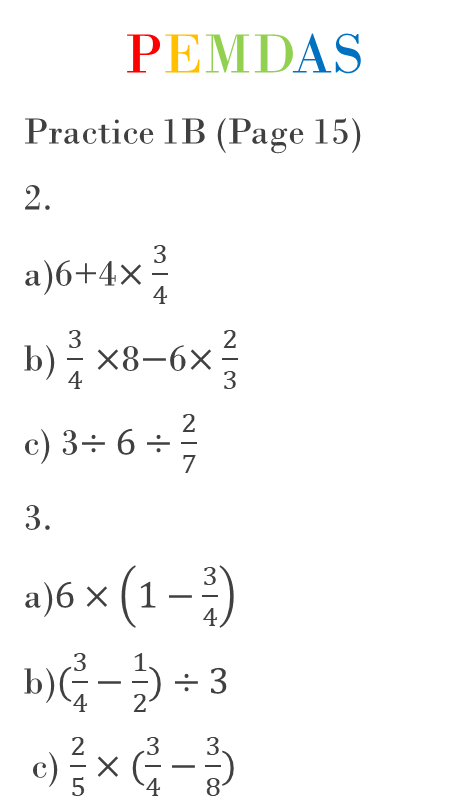 PEMDAS
Practice 1B (Page 15)
2.
a)6+4× 3/4
b) 3/4 ×8−6× 2/3
c) 3÷ 6 ÷ 2/7
3.
a)6 × (1 − 3/4)
b)(3/4 − 1/2) ÷ 3
c) 2/5 × (3/4 − 3/8)